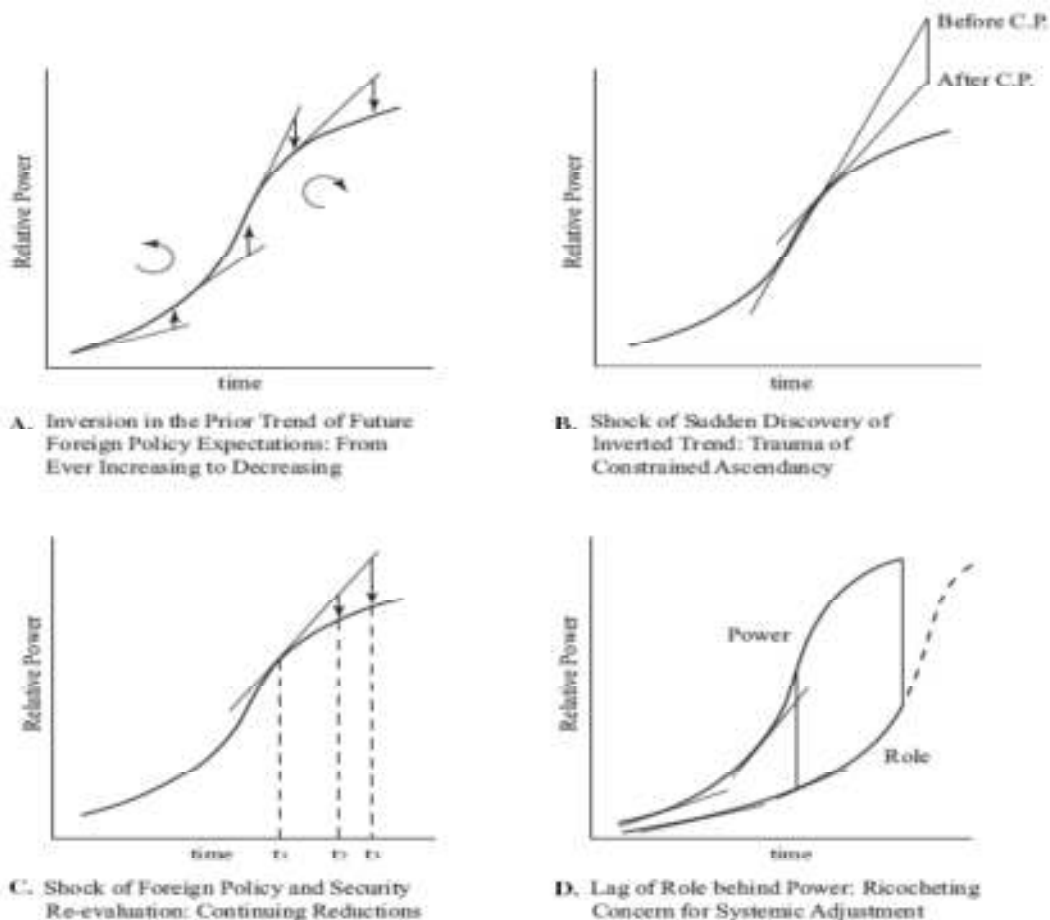 Relative Power
time
A. Inversion in the Prior Trend of Future
Foreign Policy Expectations: From
Ever Increasing to Decreasing
Before C.P.
After C.P.
Relative Power
time
B. Shock of Sudden Discovery of
Inverted Trend: Trauma of
Constrained Ascendancy
Relative Power
time
C. Shock of Foreign Policy and Security
Re-evaluation: Continuing Reductions
Power
Role
Relative Power
time
D. Lag of Role behind Power: Ricocheting
Concern for Systemic Adjustment